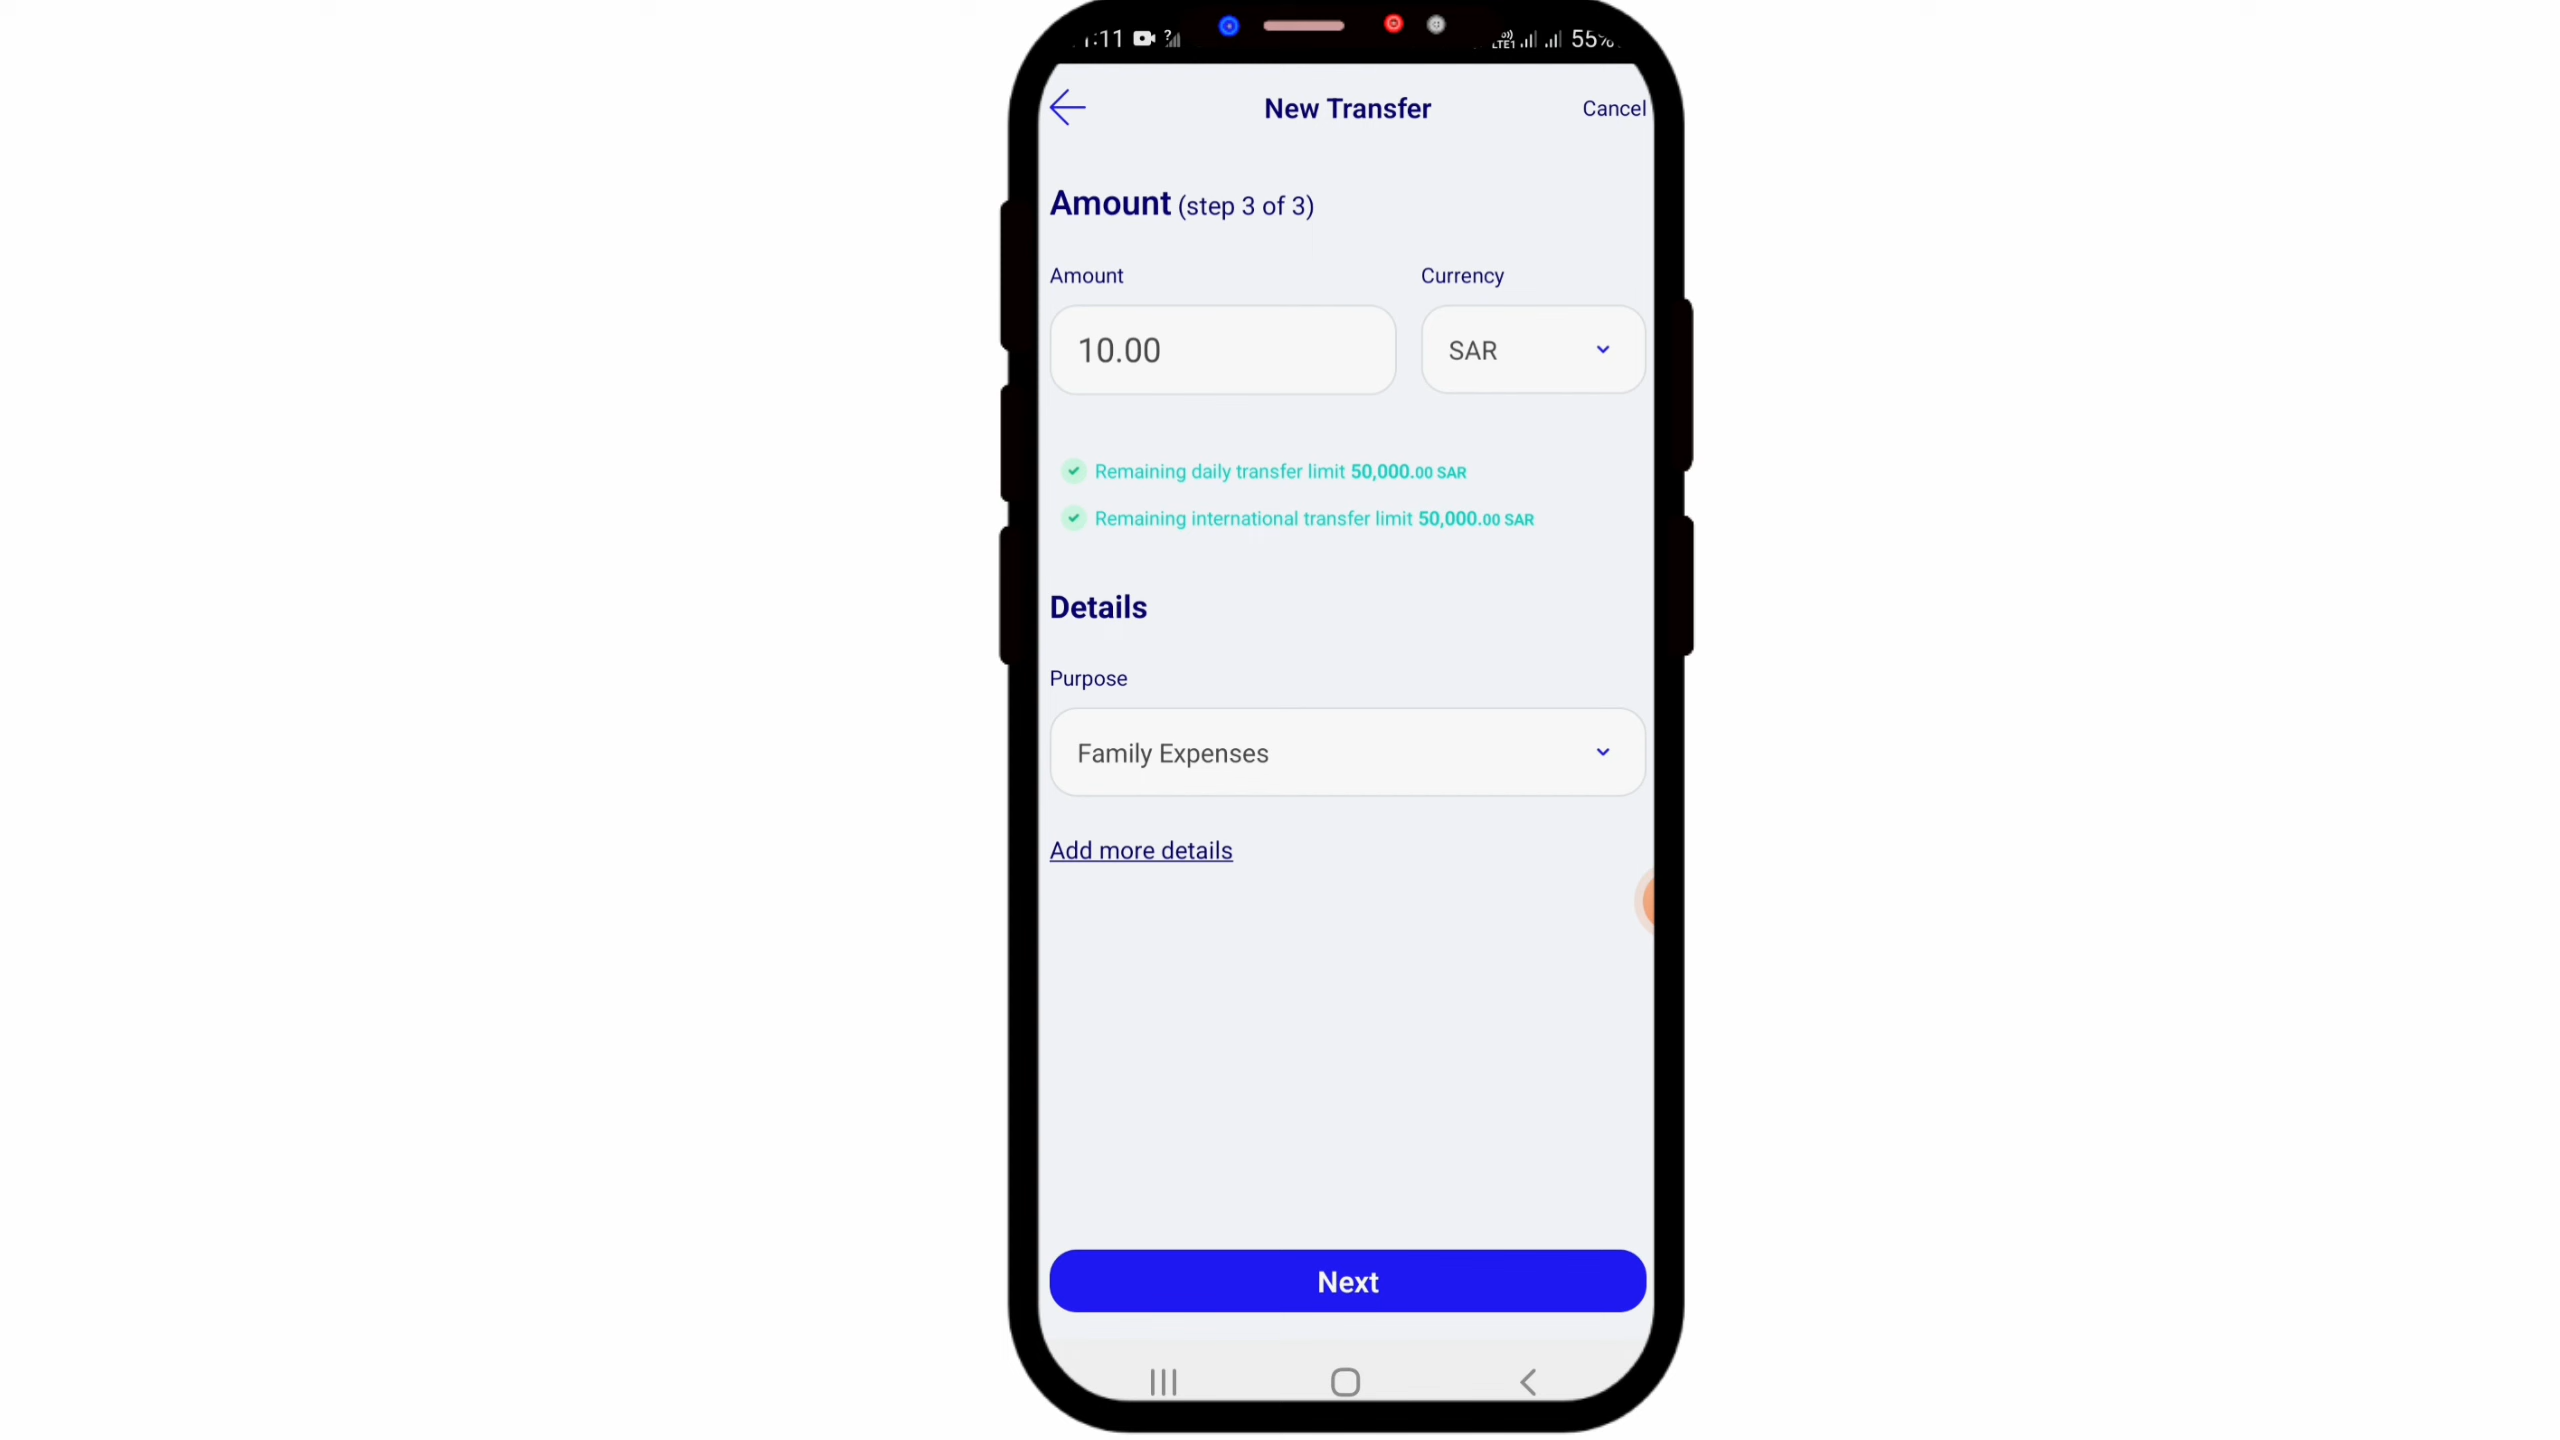 :11 55%
New Transfer Cancel
Amount (step 3 of 3)
Amount Currency
10.00 SAR
Remaining daily transfer limit 50,000.00 SAR
Remaining international transfer limit 50,000.00 SAR
Details
Purpose
Family Expenses
Add more details
Next